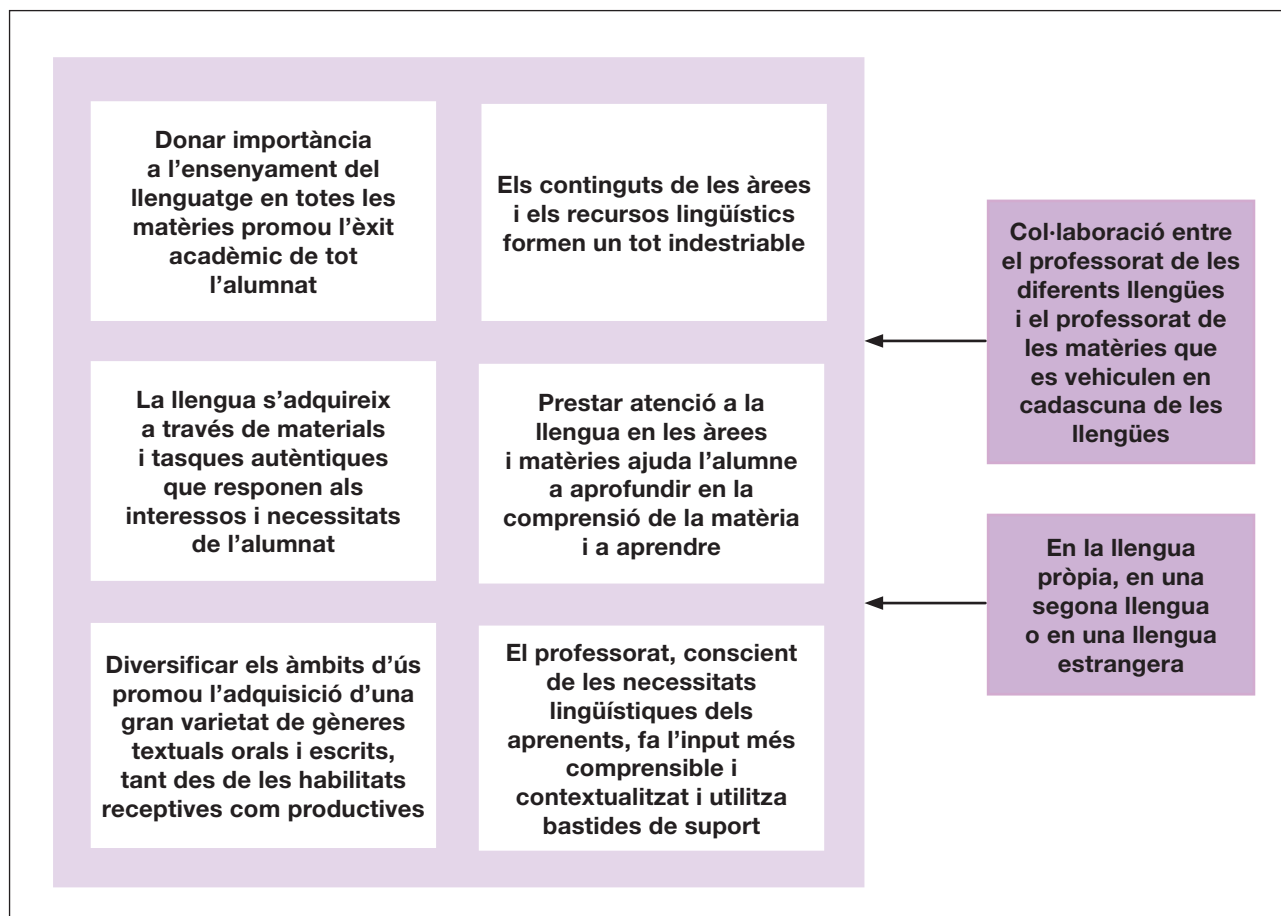 Donar importància
a l'ensenyament del
llenguatge en totes les
matèries promou l'èxit
acadèmic de tot
l'alumnat
Els continguts de les àrees
i els recursos lingüístics
formen un tot indestriable
La llengua s'adquireix
a través de materials
i tasques autèntiques
que responen als
interessos i necessitats
de l'alumnat
Prestar atenció a la
llengua en les àrees
i matèries ajuda l'alumne
a aprofundir en la
comprensió de la matèria
i a aprendre
Diversificar els àmbits d'ús
promou l'adquisició d'una
gran varietat de gèneres
textuals orals i escrits,
tant des de les habilitats
receptives com productives
El professorat, conscient
de les necessitats
lingüístiques dels
aprenents, fa l'input més
comprensible i
contextualitzat i utilitza
bastides de suport
Col·laboració entre
el professorat de les
diferents llengües
i el professorat de
les matèries que
es vehiculen en
cadascuna de les
llengües
En la llengua
pròpia, en una
segona llengua
o en una llengua
estrangera